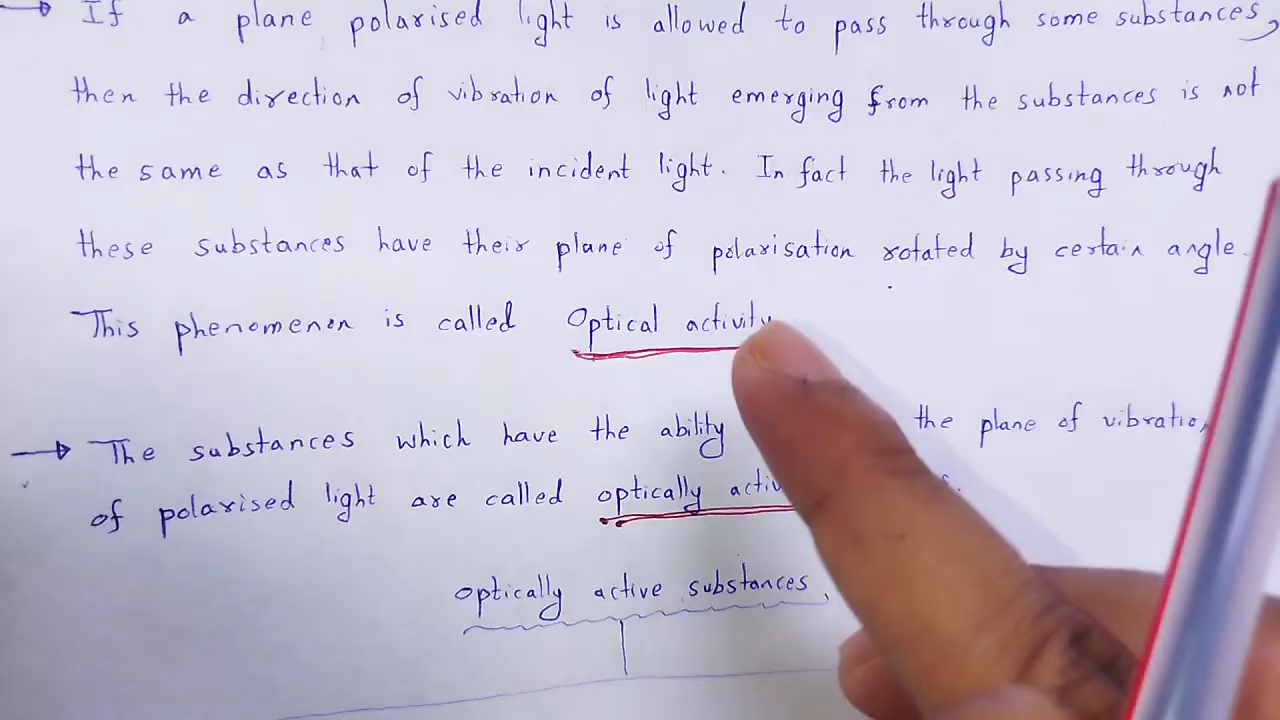 If a plane polarised light is allowed to pass through some substances,
then the direction of vibration of light emerging from the substances is not
the same as that of the incident light. In fact the light passing through
these substances have their plane of polarisation rotated by certain angle.
This phenomenon is called Optical activity
The substances which have the ability the plane of vibratio
of polarised light are called optically activ
optically active substances